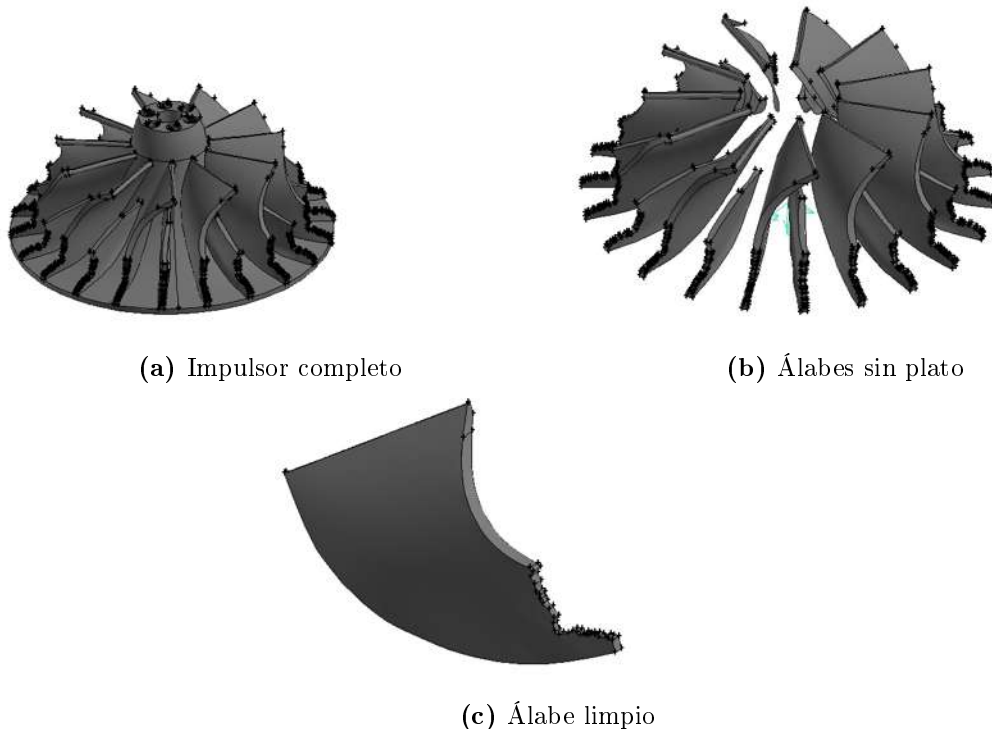 (a) Impulsor completo
(b) Álabes sin plato
(c) Álabe limpio